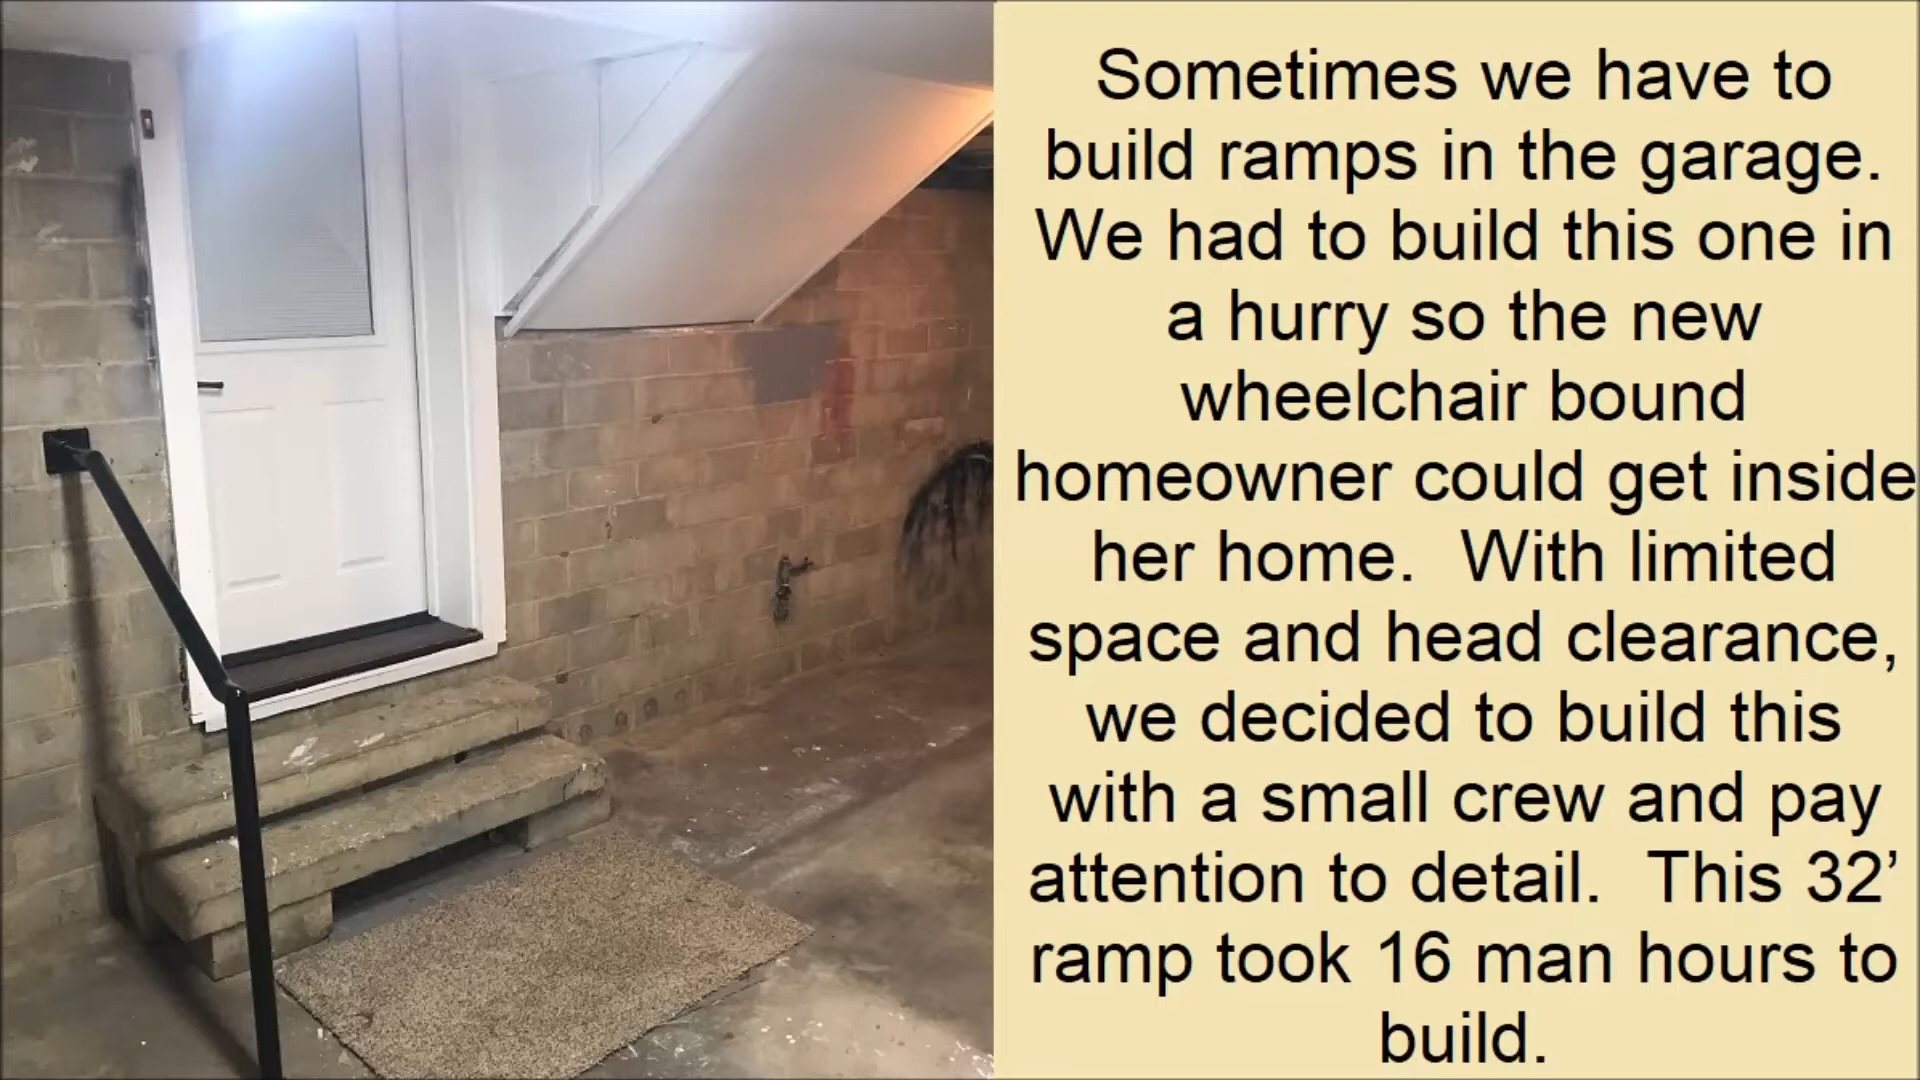 Sometimes we have to
build ramps in the garage.
We had to build this one in
a hurry so the new
wheelchair bound
homeowner could get inside
her home.  With limited
space and head clearance,
we decided to build this
with a small crew and pay
attention to detail.  This 32’
ramp took 16 man hours to
build.